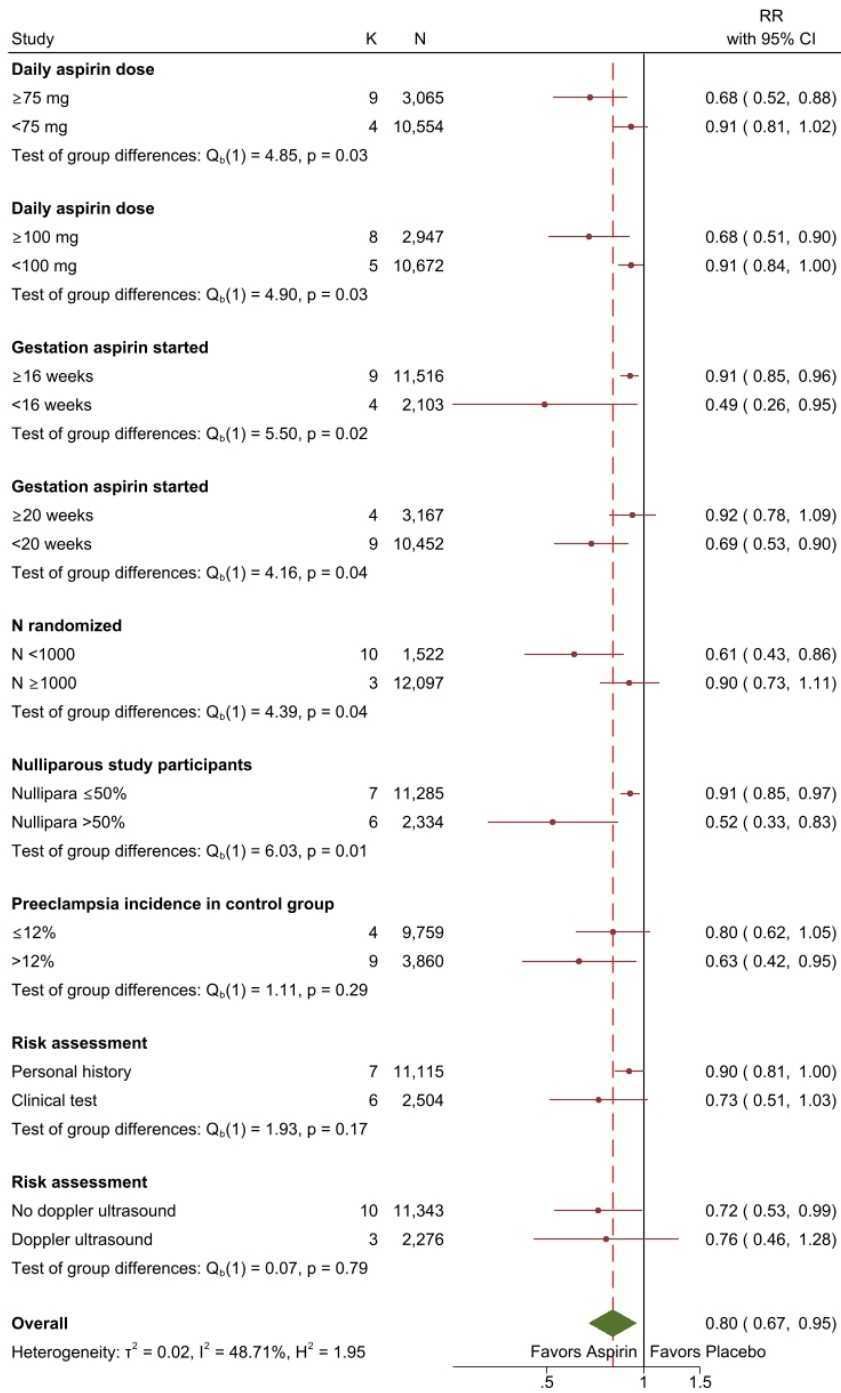 RR
Study K N with 95% CI
Daily aspirin dose
≥75 mg 9 3,065 0.68 ( 0.52, 0.88)
<75 mg 4 10,554 0.91 ( 0.81, 1.02)
Test of group differences: Q_b(1) = 4.85, p = 0.03
Daily aspirin dose
≥100 mg 8 2,947 0.68 ( 0.51, 0.90)
<100 mg 5 10,672 0.91 ( 0.84, 1.00)
Test of group differences: Q_b(1) = 4.90, p = 0.03
Gestation aspirin started
≥16 weeks 9 11,516 0.91 ( 0.85, 0.96)
<16 weeks 4 2,103 0.49 ( 0.26, 0.95)
Test of group differences: Q_b(1) = 5.50, p = 0.02
Gestation aspirin started
≥20 weeks 4 3,167 0.92 ( 0.78, 1.09)
<20 weeks 9 10,452 0.69 ( 0.53, 0.90)
Test of group differences: Q_b(1) = 4.16, p = 0.04
N randomized
N <1000 10 1,522 0.61 ( 0.43, 0.86)
N ≥1000 3 12,097 0.90 ( 0.73, 1.11)
Test of group differences: Q_b(1) = 4.39, p = 0.04
Nulliparous study participants
Nullipara ≤50% 7 11,285 0.91 ( 0.85, 0.97)
Nullipara >50% 6 2,334 0.52 ( 0.33, 0.83)
Test of group differences: Q_b(1) = 6.03, p = 0.01
Preeclampsia incidence in control group
≤12% 4 9,759 0.80 ( 0.62, 1.05)
>12% 9 3,860 0.63 ( 0.42, 0.95)
Test of group differences: Q_b(1) = 1.11, p = 0.29
Risk assessment
Personal history 7 11,115 0.90 ( 0.81, 1.00)
Clinical test 6 2,504 0.73 ( 0.51, 1.03)
Test of group differences: Q_b(1) = 1.93, p = 0.17
Risk assessment
No doppler ultrasound 10 11,343 0.72 ( 0.53, 0.99)
Doppler ultrasound 3 2,276 0.76 ( 0.46, 1.28)
Test of group differences: Q_b(1) = 0.07, p = 0.79
Overall 0.80 ( 0.67, 0.95)
Heterogeneity: τ² = 0.02, I² = 48.71%, H² = 1.95 Favors Aspirin Favors Placebo
.5 1 1.5